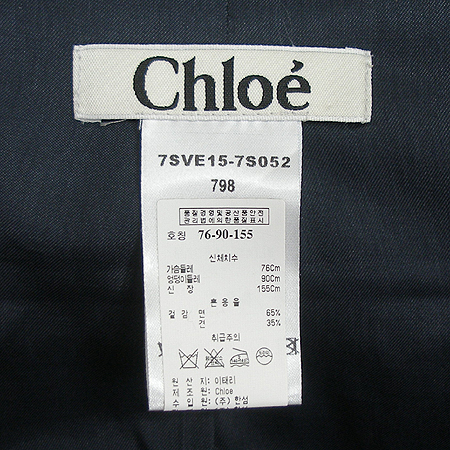 Chloé
7SVE15-7S052
798
품질경영및공산품안전
관리법에의한품질표시
호칭 76-90-155
신체치수
가슴둘레 76Cm
엉덩이둘레 90Cm
신 장 155Cm
혼용율
겉감 면 65%
견 35%
취급주의
원 산 지: 이태리
제 조 원: Chloe
수 입 원: (주) 한섬